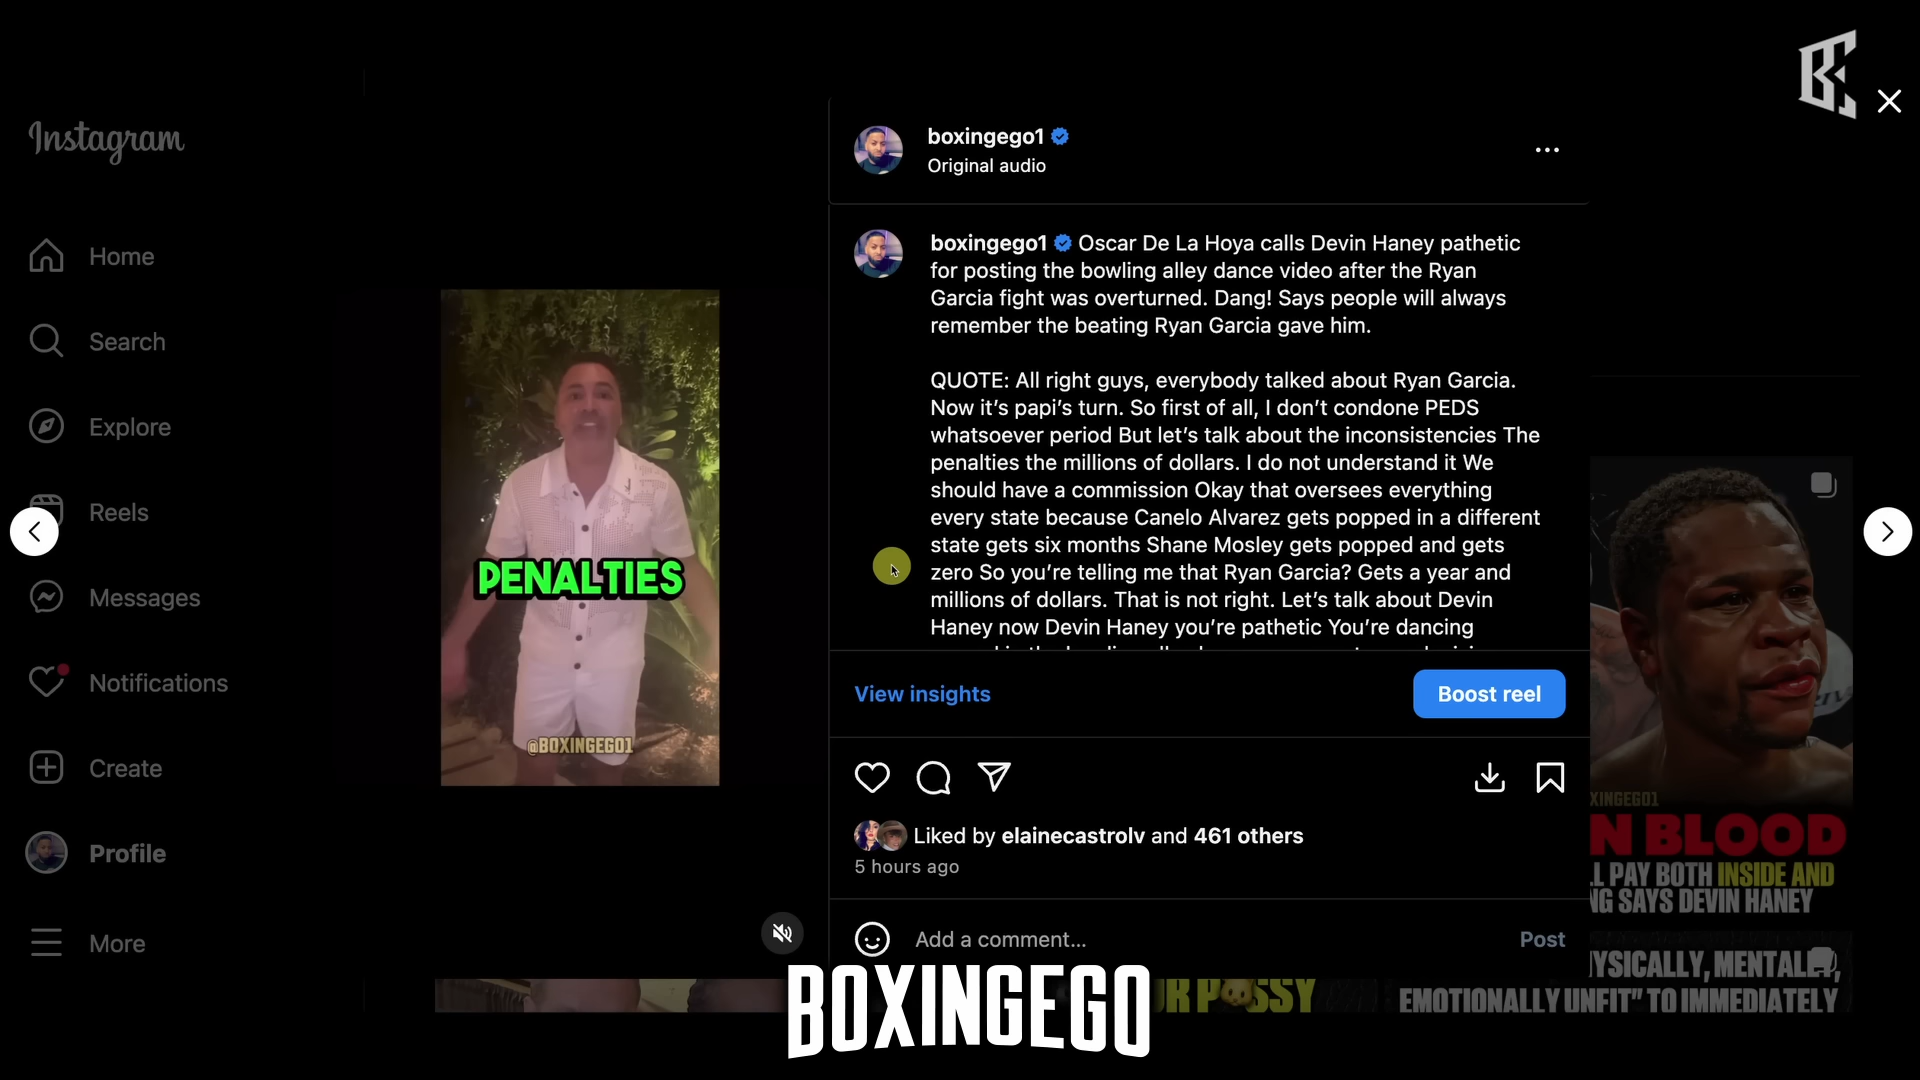 Instagram
Home
Search
Explore
Reels
Messages
Notifications
Create
Profile
More
PENALTIES
@BOXINGEGO1
boxingego1
Original audio
boxingego1 Oscar De La Hoya calls Devin Haney pathetic
for posting the bowling alley dance video after the Ryan
Garcia fight was overturned. Dang! Says people will always
remember the beating Ryan Garcia gave him.
QUOTE: All right guys, everybody talked about Ryan Garcia.
Now it’s papi’s turn. So first of all, I don’t condone PEDS
whatsoever period But let’s talk about the inconsistencies The
penalties the millions of dollars. I do not understand it We
should have a commission Okay that oversees everything
every state because Canelo Alvarez gets popped in a different
state gets six months Shane Mosley gets popped and gets
zero So you’re telling me that Ryan Garcia? Gets a year and
millions of dollars. That is not right. Let’s talk about Devin
Haney now Devin Haney you’re pathetic You’re dancing
View insights
Boost reel
Liked by elainecastrolv and 461 others
5 hours ago
Add a comment...
Post
XINGEGO1
N BLOOD
LL PAY BOTH INSIDE AND
NG SAYS DEVIN HANEY
YSICALLY, MENTALLY,
EMOTIONALLY UNFIT” TO IMMEDIATELY
BOXINGEGO